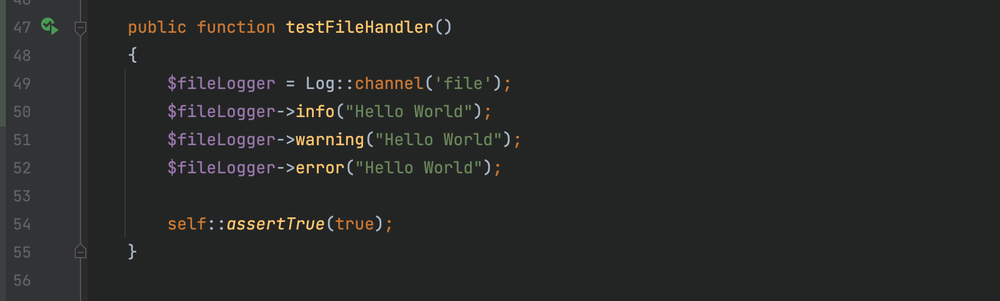 46
47 public function testFileHandler()
48 {
49 $fileLogger = Log::channel('file');
50 $fileLogger->info("Hello World");
51 $fileLogger->warning("Hello World");
52 $fileLogger->error("Hello World");
53
54 self::assertTrue(true);
55 }
56